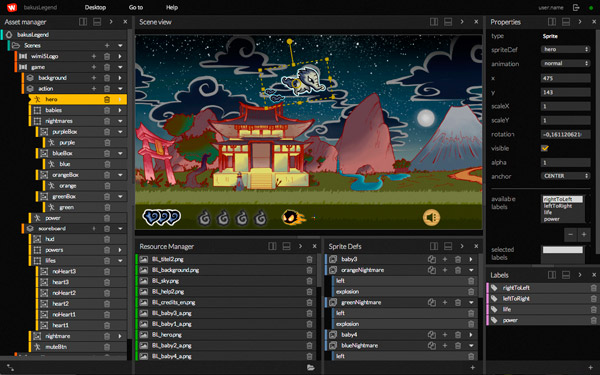 bakusLegend
Desktop
Go to
Help
user name
Asset manager
bakusLegend
Scenes
wimi5Logo
game
background
action
hero
babies
nightmares
purpleBox
purple
blueBox
blue
orangeBox
orange
greenBox
green
power
scoreboard
hud
powers
lifes
noHeart3
heart3
noHeart2
heart2
noHeart1
heart1
nightmare
muteBtn
Scene view
Resource Manager
BL_titel2.png
BL_background.png
BL_sky.png
BL_help2.png
BL_credits_en.png
BL_baby3_a.png
BL_baby1_a.png
BL_hero.png
BL_baby2_a.png
BL_baby4_a.png
Sprite Defs
baby3
orangeNightmare
left
explosion
greenNightmare
left
explosion
baby4
blueNightmare
left
Properties
type Sprite
spriteDef hero
animation normal
x 475
y 143
scaleX 1
scaleY 1
rotation -0,161120621
visible
alpha 1
anchor CENTER
available labels
rightToLeft
leftToRight
life
power
selected labels
Labels
rightToLeft
leftToRight
life
power